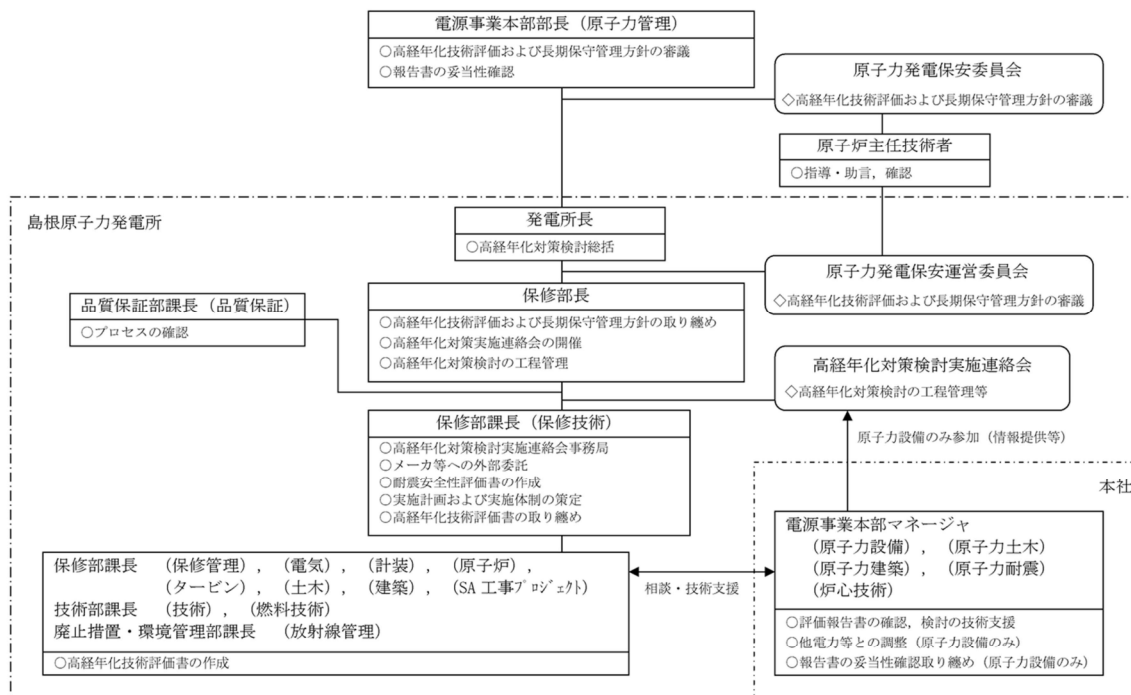 電源事業本部部長（原子力管理）
○高経年化技術評価および長期保守管理方針の審議
○報告書の妥当性確認
原子力発電保安委員会
◇高経年化技術評価および長期保守管理方針の審議
原子炉主任技術者
○指導・助言，確認
島根原子力発電所
発電所長
○高経年化対策検討総括
原子力発電保安運営委員会
◇高経年化技術評価および長期保守管理方針の審議
品質保証部課長（品質保証）
○プロセスの確認
保修部長
○高経年化技術評価および長期保守管理方針の取り纏め
○高経年化対策実施連絡会の開催
○高経年化対策検討の工程管理
高経年化対策検討実施連絡会
◇高経年化対策検討の工程管理等
保修部課長（保修技術）
○高経年化対策検討実施連絡会事務局
○メーカ等への外部委託
○耐震安全性評価書の作成
○実施計画および実施体制の策定
○高経年化技術評価書の取り纏め
原子力設備のみ参加（情報提供等）
本社
保修部課長　（保修管理），（電気），（計装），（原子炉），
（タービン），（土木），（建築），（SA 工事プロジェクト）
技術部課長　（技術），（燃料技術）
廃止措置・環境管理部課長　（放射線管理）
○高経年化技術評価書の作成
相談・技術支援
電源事業本部マネージャ
（原子力設備），（原子力土木）
（原子力建築），（原子力耐震）
（炉心技術）
○評価報告書の確認，検討の技術支援
○他電力等との調整（原子力設備のみ）
○報告書の妥当性確認取り纏め（原子力設備のみ）